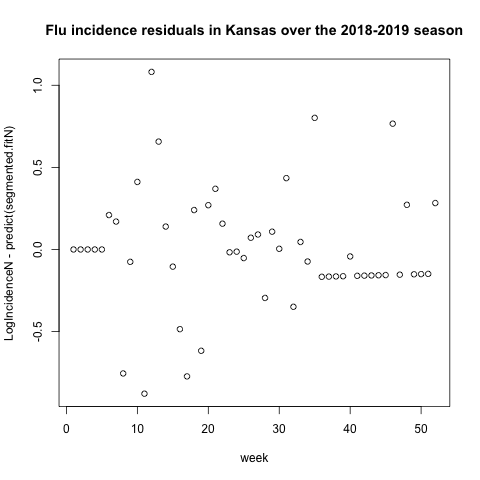 Flu incidence residuals in Kansas over the 2018-2019 season
LogIncidenceN - predict(segmented.fitN)
1.0
0.5
0.0
-0.5
0 10 20 30 40 50
week